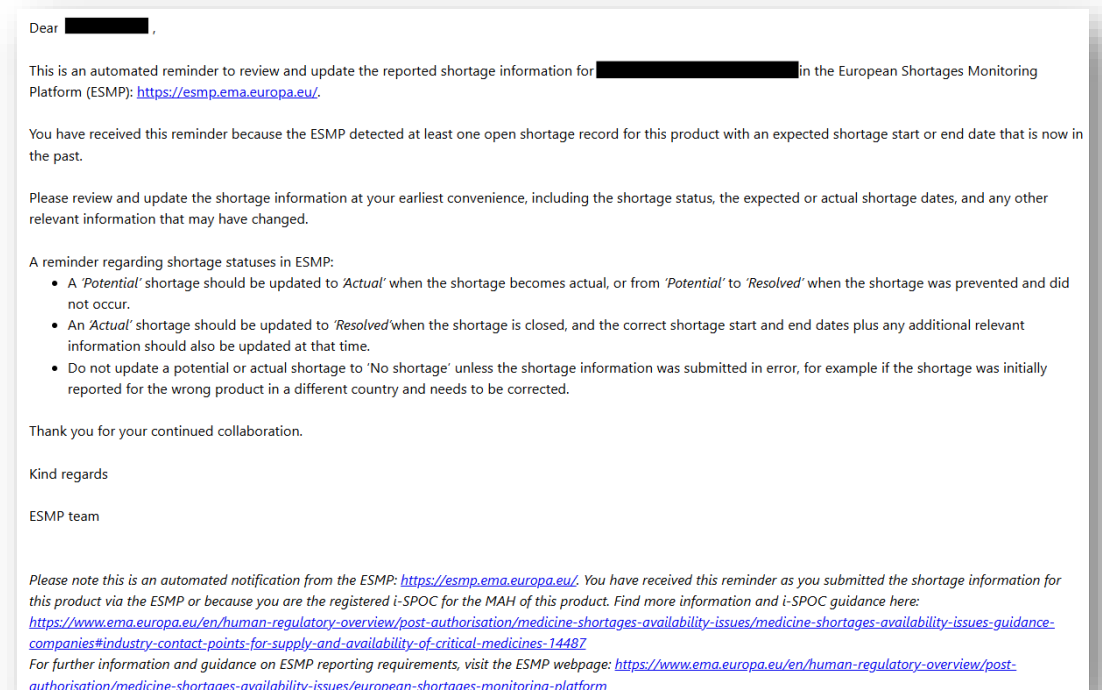 Dear ,
This is an automated reminder to review and update the reported shortage information for in the European Shortages Monitoring
Platform (ESMP): https://esmp.ema.europa.eu/.
You have received this reminder because the ESMP detected at least one open shortage record for this product with an expected shortage start or end date that is now in
the past.
Please review and update the shortage information at your earliest convenience, including the shortage status, the expected or actual shortage dates, and any other
relevant information that may have changed.
A reminder regarding shortage statuses in ESMP:
• A ‘Potential’ shortage should be updated to ‘Actual’ when the shortage becomes actual, or from ‘Potential’ to ‘Resolved’ when the shortage was prevented and did
not occur.
• An ‘Actual’ shortage should be updated to ‘Resolved’when the shortage is closed, and the correct shortage start and end dates plus any additional relevant
information should also be updated at that time.
• Do not update a potential or actual shortage to ‘No shortage’ unless the shortage information was submitted in error, for example if the shortage was initially
reported for the wrong product in a different country and needs to be corrected.
Thank you for your continued collaboration.
Kind regards
ESMP team
Please note this is an automated notification from the ESMP: https://esmp.ema.europa.eu/. You have received this reminder as you submitted the shortage information for
this product via the ESMP or because you are the registered i-SPOC for the MAH of this product. Find more information and i-SPOC guidance here:
https://www.ema.europa.eu/en/human-regulatory-overview/post-authorisation/medicine-shortages-availability-issues/medicine-shortages-availability-issues-guidance-
companies#industry-contact-points-for-supply-and-availability-of-critical-medicines-14487
For further information and guidance on ESMP reporting requirements, visit the ESMP webpage: https://www.ema.europa.eu/en/human-regulatory-overview/post-
authorisation/medicine-shortages-availability-issues/european-shortages-monitoring-platform